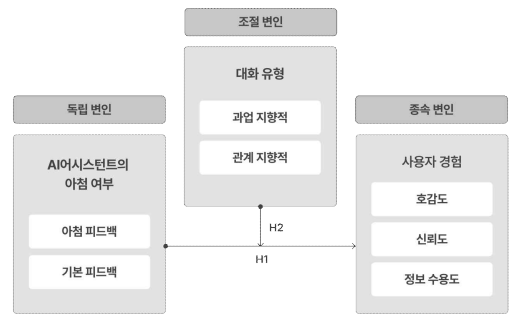 조절 변인
대화 유형
과업 지향적
관계 지향적
독립 변인
AI어시스턴트의
아첨 여부
아첨 피드백
기본 피드백
H2
H1
종속 변인
사용자 경험
호감도
신뢰도
정보 수용도